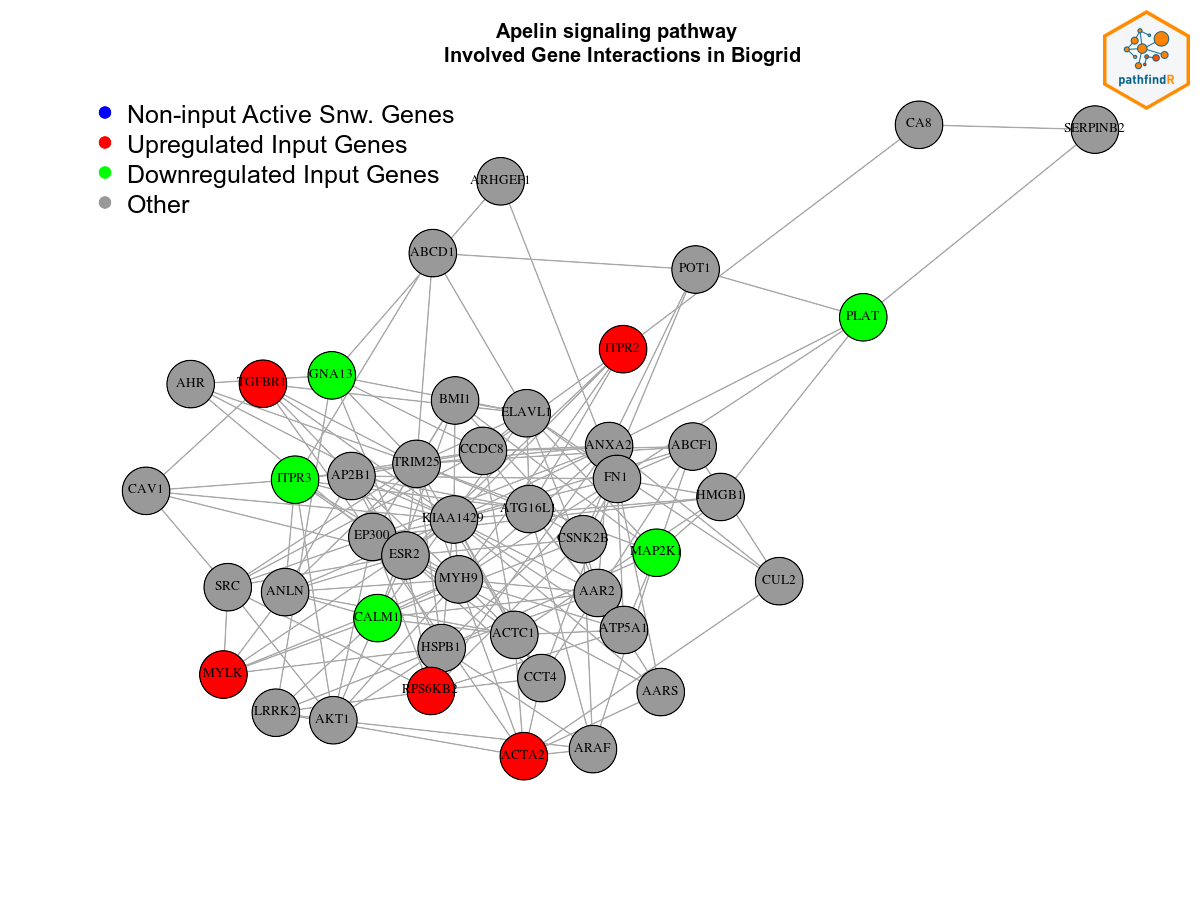 Apelin signaling pathway
Involved Gene Interactions in Biogrid
pathfindR
Non-input Active Snw. Genes
Upregulated Input Genes
Downregulated Input Genes
Other
CA8
SERPINB2
ARHGEF1
ABCD1
POT1
PLAT
ITPR2
GNA13
TGFBR1
AHR
BMI1
ELAVL1
ANXA2
ABCF1
CCDC8
TRIM25
AP2B1
ITPR3
FN1
CAV1
HMGB1
ATG16L1
KIAA1429
EP300
CSNK2B
ESR2
MAP2K1
MYH9
CUL2
SRC
ANLN
AAR2
CALM1
ATP5A1
ACTC1
HSPB1
MYLK
CCT4
RPS6KB2
AARS
LRRK2
AKT1
ARAF
ACTA2